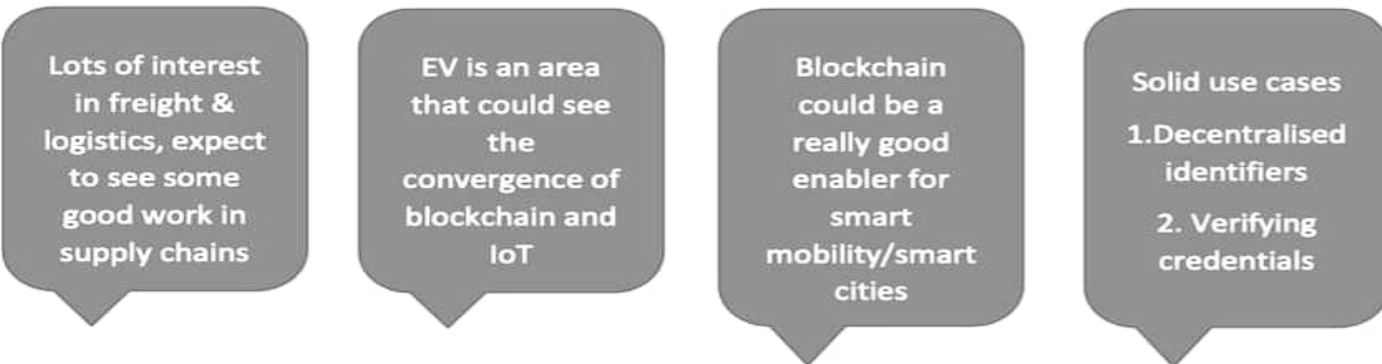 Lots of interest
in freight &
logistics, expect
to see some
good work in
supply chains
EV is an area
that could see
the
convergence of
blockchain and
IoT
Blockchain
could be a
really good
enabler for
smart
mobility/smart
cities
Solid use cases
1.Decentralised
identifiers
2. Verifying
credentials